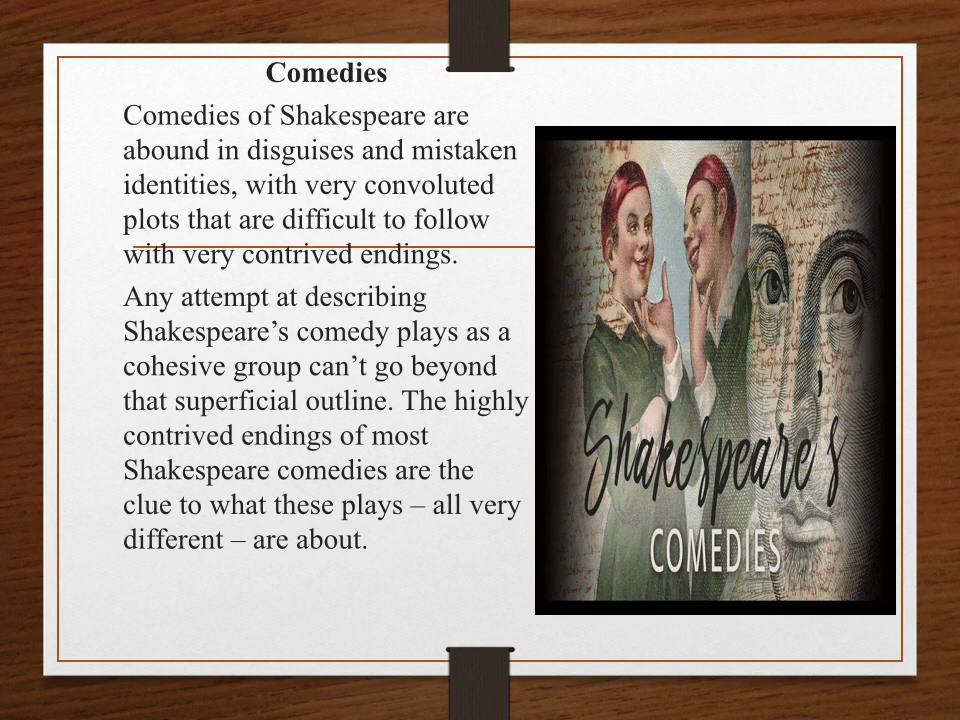 Comedies
Comedies of Shakespeare are
abound in disguises and mistaken
identities, with very convoluted
plots that are difficult to follow
with very contrived endings.
Any attempt at describing
Shakespeare’s comedy plays as a
cohesive group can’t go beyond
that superficial outline. The highly
contrived endings of most
Shakespeare comedies are the
clue to what these plays – all very
different – are about.
Shakespeare's
COMEDIES